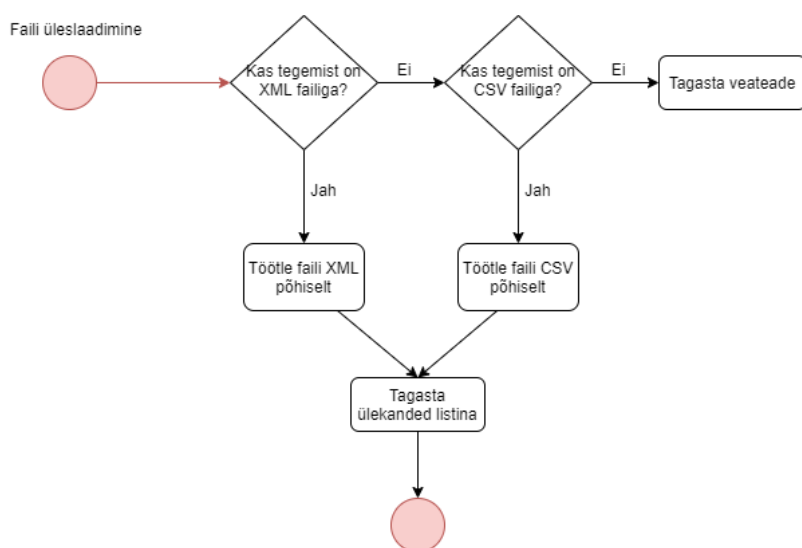 Faili üleslaadimine
Kas tegemist on
XML failiga?
Ei
Kas tegemist on
CSV failiga?
Ei
Tagasta veateade
Jah
Jah
Töötle faili XML
põhiselt
Töötle faili CSV
põhiselt
Tagasta
ülekanded listina